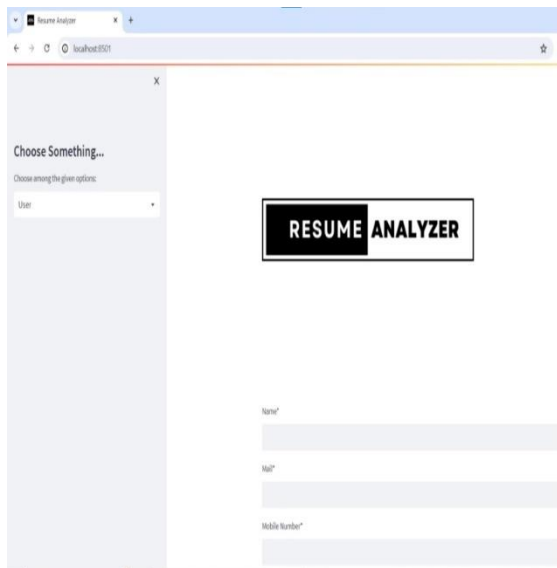 Resume Analyzer
localhost:8501
Choose Something...
Choose among the given options:
User
RESUME ANALYZER
Name*
Mail*
Mobile Number*